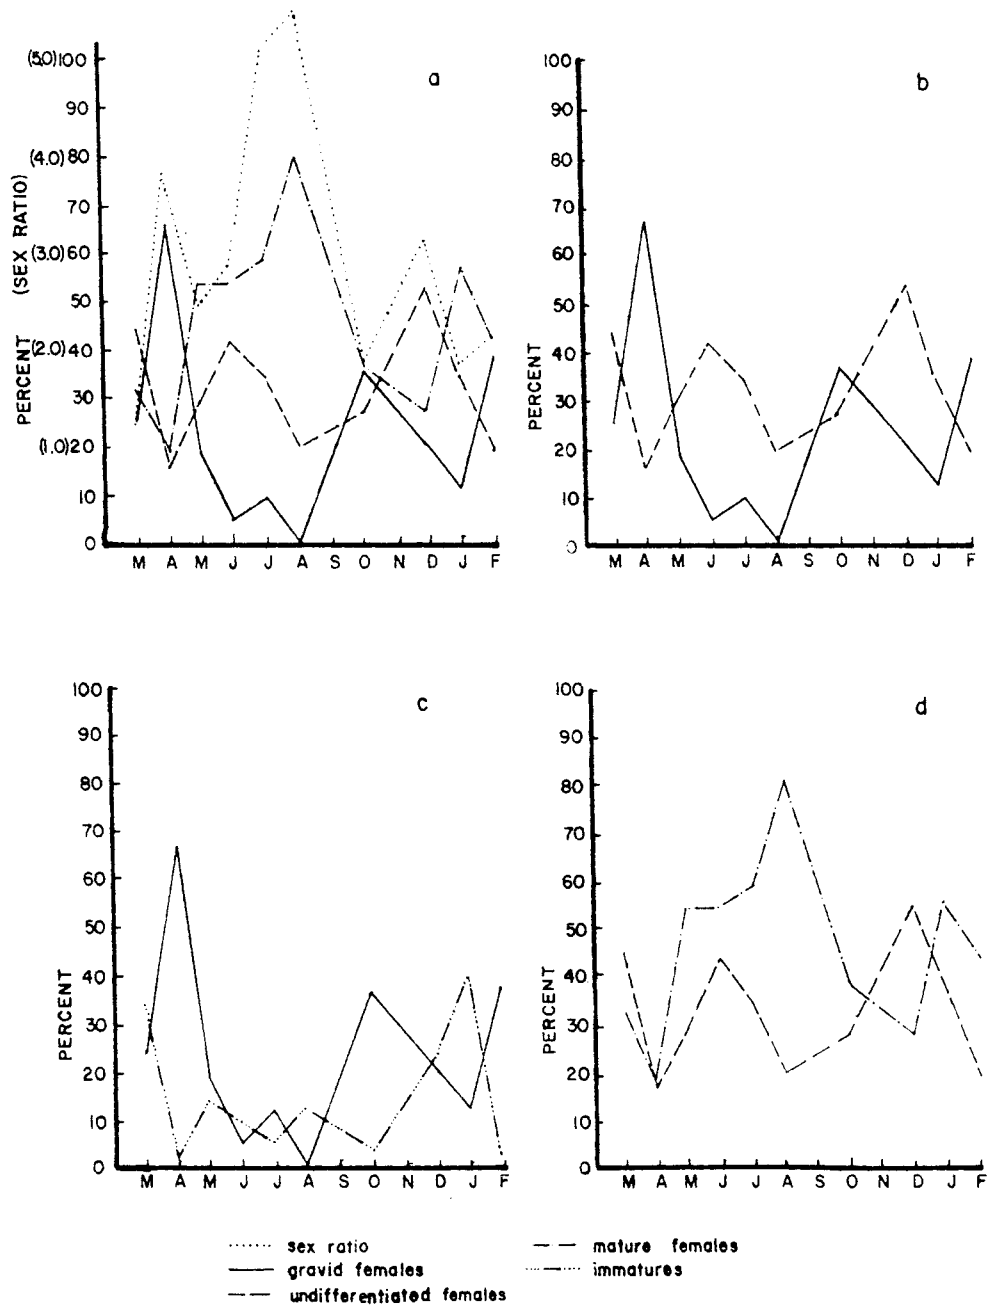 a
(5.0)100
90
(4.0)80
70
(3.0)60
50
(2.0)40
30
(1.0)20
10
0
PERCENT (SEX RATIO)
M A M J J A S O N D J F
b
100
90
80
70
60
50
40
30
20
10
0
PERCENT
M A M J J A S O N D J F
c
100
90
80
70
60
50
40
30
20
10
0
PERCENT
M A M J J A S O N D J F
d
100
90
80
70
60
50
40
30
20
10
0
PERCENT
M A M J J A S O N D J F
sex ratio
gravid females
undifferentiated females
mature females
immatures